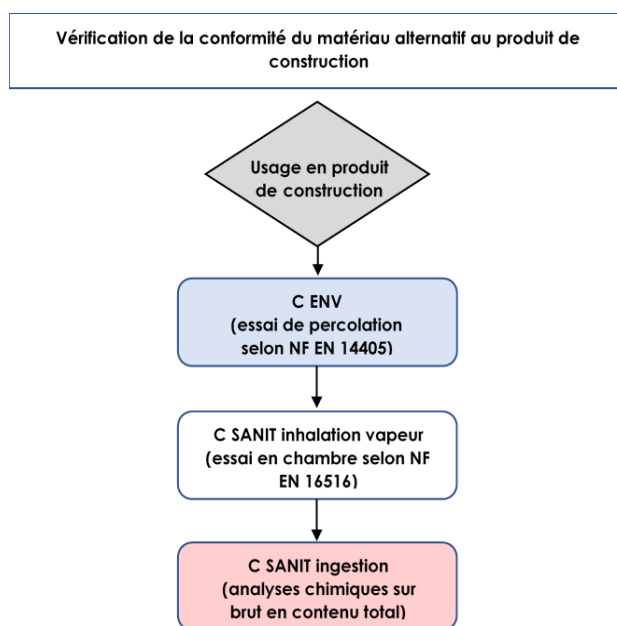 Vérification de la conformité du matériau alternatif au produit de
construction
Usage en produit
de construction
C ENV
(essai de percolation
selon NF EN 14405)
C SANIT inhalation vapeur
(essai en chambre selon NF
EN 16516)
C SANIT ingestion
(analyses chimiques sur
brut en contenu total)